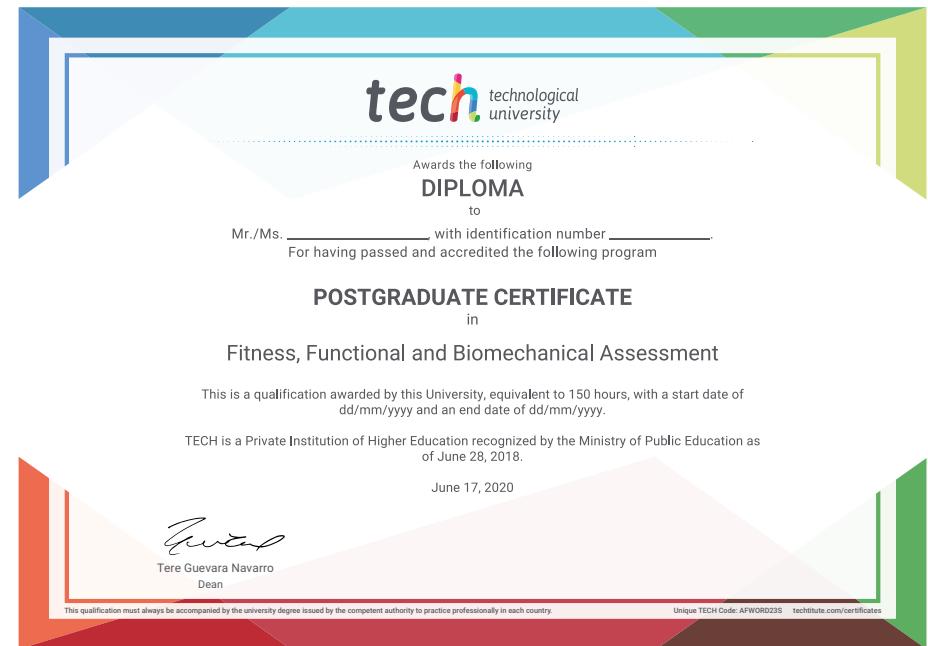 tech technological
university
Awards the following
DIPLOMA
to
Mr./Ms. ____________________, with identification number ______________.
For having passed and accredited the following program
POSTGRADUATE CERTIFICATE
in
Fitness, Functional and Biomechanical Assessment
This is a qualification awarded by this University, equivalent to 150 hours, with a start date of
dd/mm/yyyy and an end date of dd/mm/yyyy.
TECH is a Private Institution of Higher Education recognized by the Ministry of Public Education as
of June 28, 2018.
June 17, 2020
Tere Guevara Navarro
Dean
This qualification must always be accompanied by the university degree issued by the competent authority to practice professionally in each country.
Unique TECH Code: AFWORD23S techtitute.com/certificates